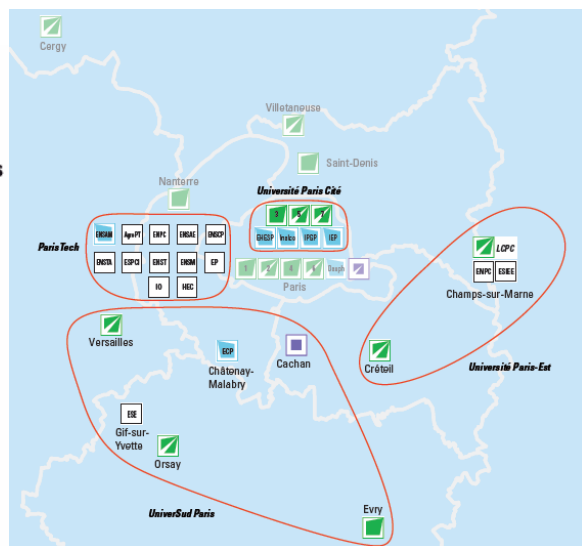 Cergy
Villetaneuse
s
Saint-Denis
Nanterre
Université Paris Cité
3 5 7
EHESP Inalco IPGP IEP
ParisTech
ENSAM AgroPT ENPC ENSAE ENSCP
ENSTA ESPCI ENST ENSM EP
IO HEC
1 2 4 6 Dauph
Paris
LCPC
ENPC ESIEE
Champs-sur-Marne
Versailles
ECP
Châtenay-
Malabry
Cachan
Créteil
Université Paris-Est
ESE
Gif-sur-
Yvette
Orsay
Evry
UniverSud Paris